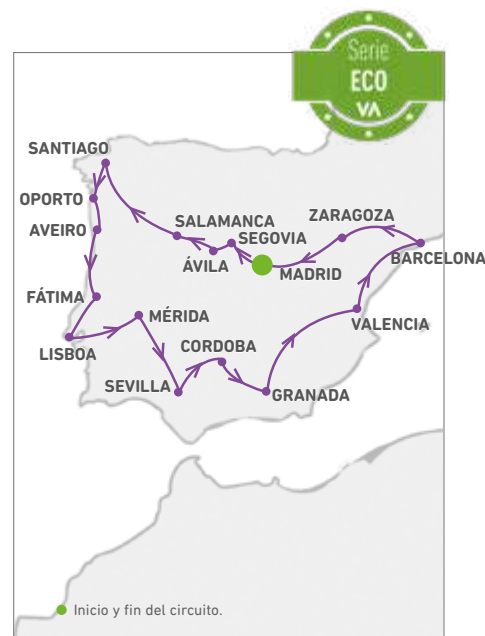 Serie
ECO
VA
SANTIAGO
OPORTO
AVEIRO
SALAMANCA
SEGOVIA
ZARAGOZA
ÁVILA
MADRID
BARCELONA
FÁTIMA
MÉRIDA
VALENCIA
LISBOA
CORDOBA
SEVILLA
GRANADA
Inicio y fin del circuito.